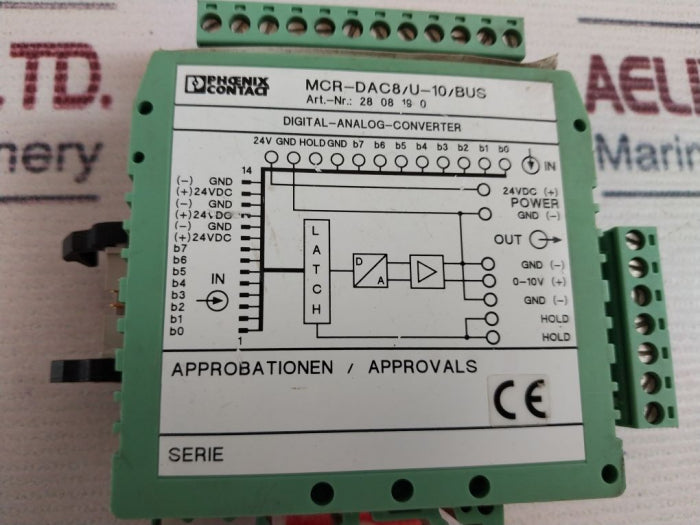 PHŒNIX
CONTACT
MCR-DAC8/U-10/BUS
Art.-Nr.: 28 08 19 0
DIGITAL-ANALOG-CONVERTER
24V GND HOLD GND b7 b6 b5 b4 b3 b2 b1 b0
IN
14
(-) GND
(+) 24VDC
(-) GND
(+) 24VDC
(-) GND
(+) 24VDC
b7
b6
b5
b4
b3
b2
b1
b0
IN
1
LATCH
D
A
24VDC (+)
POWER
GND (-)
OUT
GND (-)
0-10V (+)
GND (-)
HOLD
HOLD
APPROBATIONEN / APPROVALS
CE
SERIE
LTD.
nery
AEL
Marin